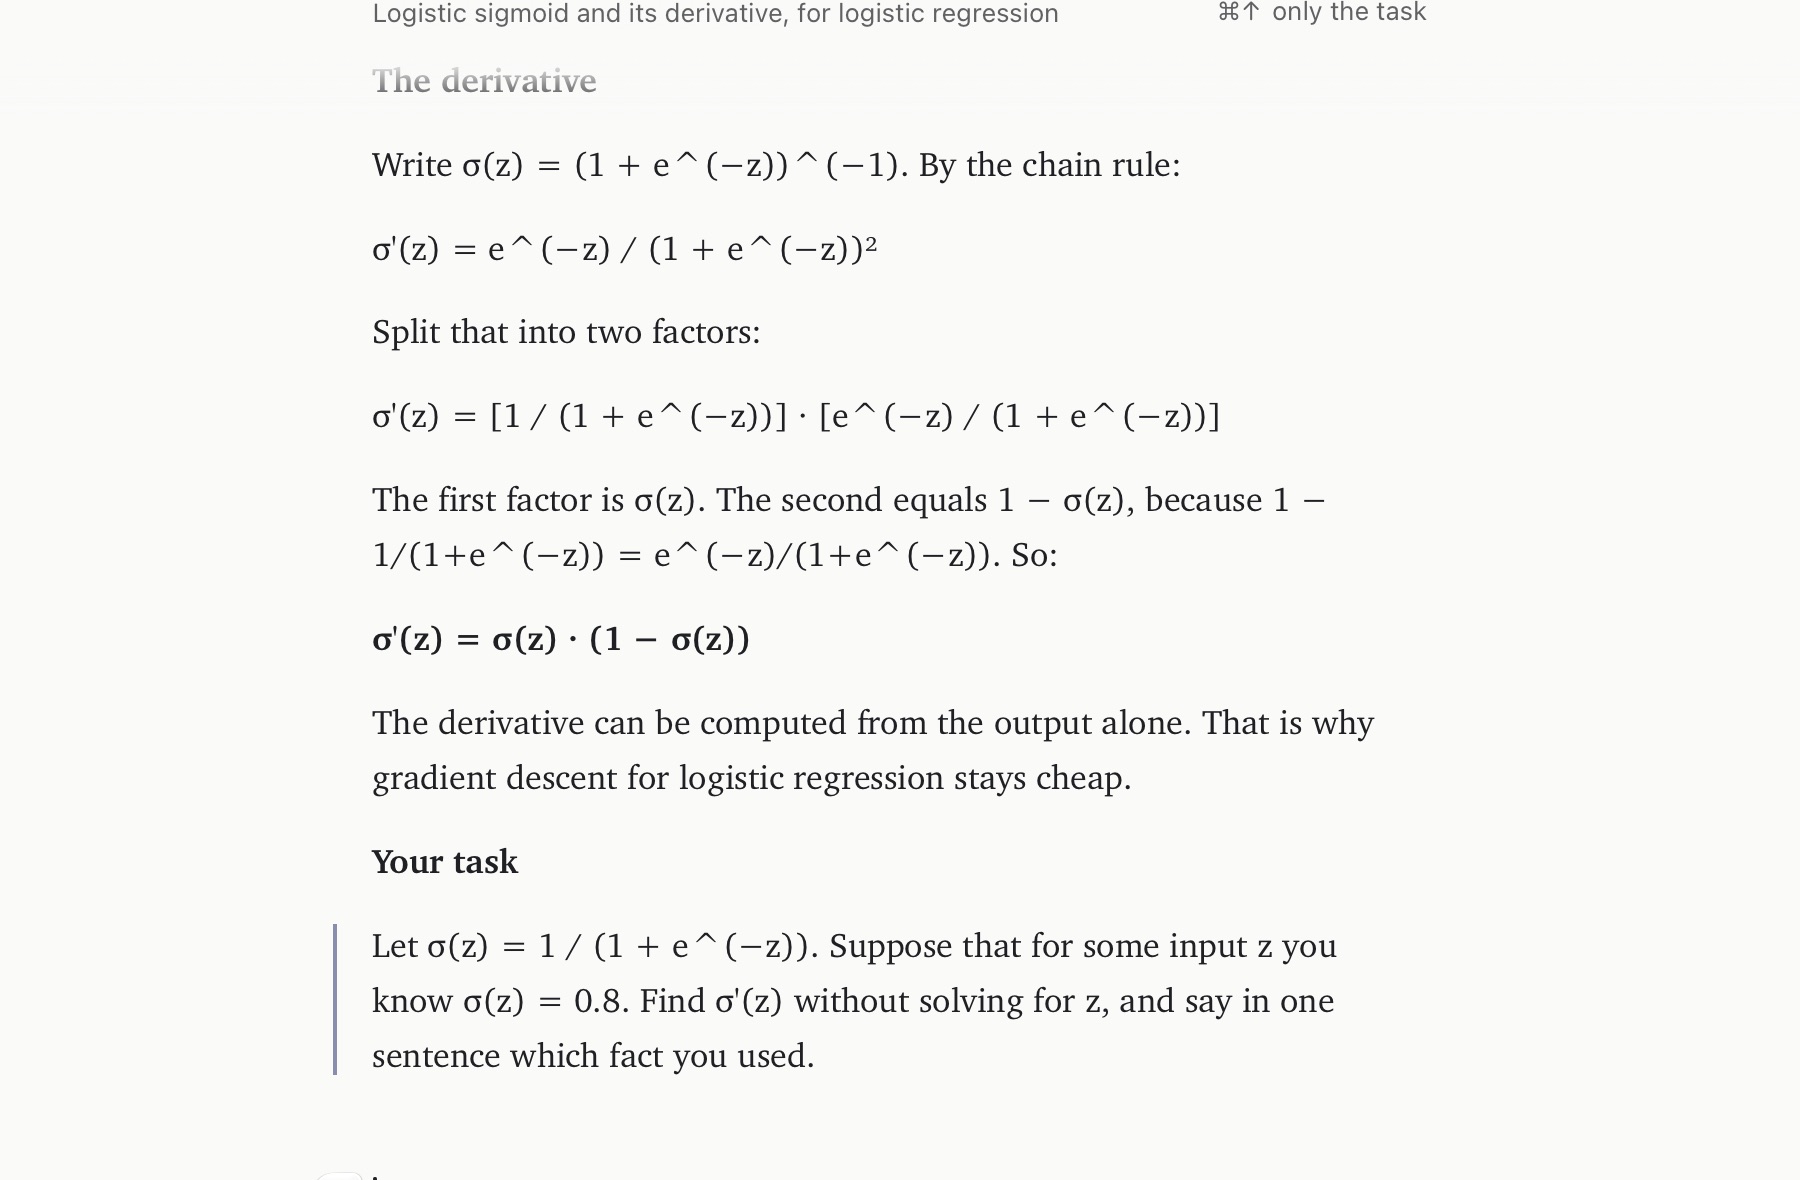 Logistic sigmoid and its derivative, for logistic regression
⌘↑ only the task
The derivative
Write σ(z) = (1 + e^(−z))^(−1). By the chain rule:
σ'(z) = e^(−z) / (1 + e^(−z))²
Split that into two factors:
σ'(z) = [1 / (1 + e^(−z))] · [e^(−z) / (1 + e^(−z))]
The first factor is σ(z). The second equals 1 − σ(z), because 1 −
1/(1+e^(−z)) = e^(−z)/(1+e^(−z)). So:
σ'(z) = σ(z) · (1 − σ(z))
The derivative can be computed from the output alone. That is why
gradient descent for logistic regression stays cheap.
Your task
Let σ(z) = 1 / (1 + e^(−z)). Suppose that for some input z you
know σ(z) = 0.8. Find σ'(z) without solving for z, and say in one
sentence which fact you used.